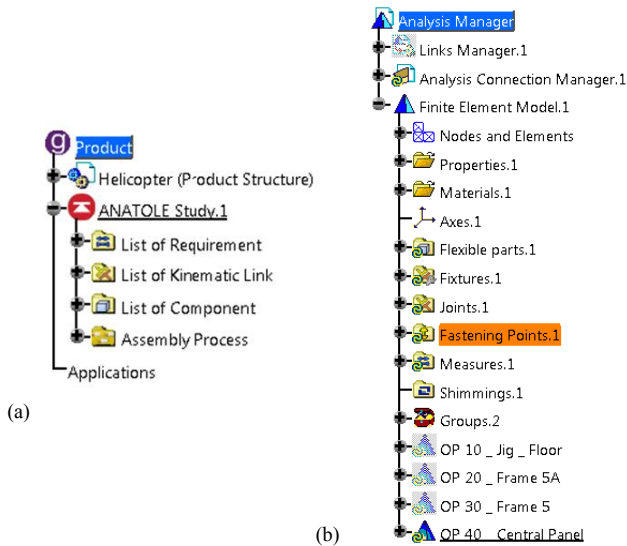 Product
Helicopter (Product Structure)
ANATOLE Study.1
List of Requirement
List of Kinematic Link
List of Component
Assembly Process
Applications
(a)
Analysis Manager
Links Manager.1
Analysis Connection Manager.1
Finite Element Model.1
Nodes and Elements
Properties.1
Materials.1
Axes.1
Flexible parts.1
Fixtures.1
Joints.1
Fastening Points.1
Measures.1
Shimmings.1
Groups.2
OP 10 _ Jig _ Floor
OP 20 _ Frame 5A
OP 30 _ Frame 5
OP 40 _ Central Panel
(b)